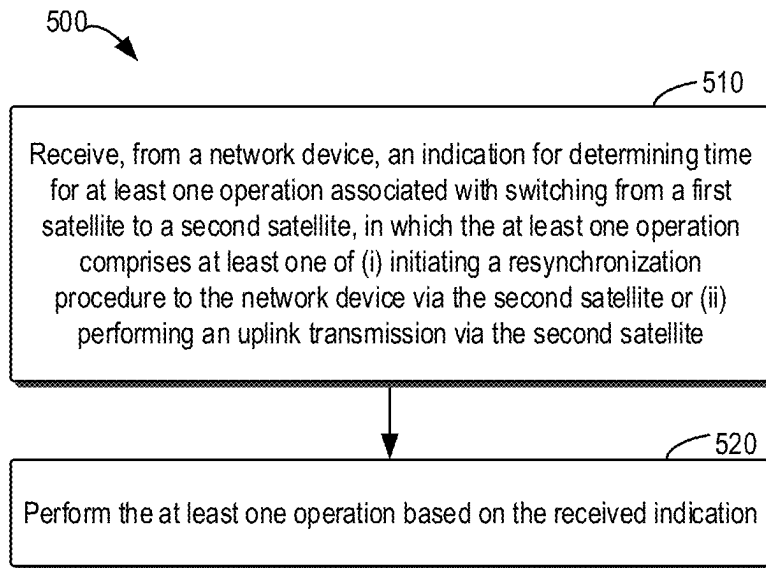 500
510
Receive, from a network device, an indication for determining time
for at least one operation associated with switching from a first
satellite to a second satellite, in which the at least one operation
comprises at least one of (i) initiating a resynchronization
procedure to the network device via the second satellite or (ii)
performing an uplink transmission via the second satellite
520
Perform the at least one operation based on the received indication